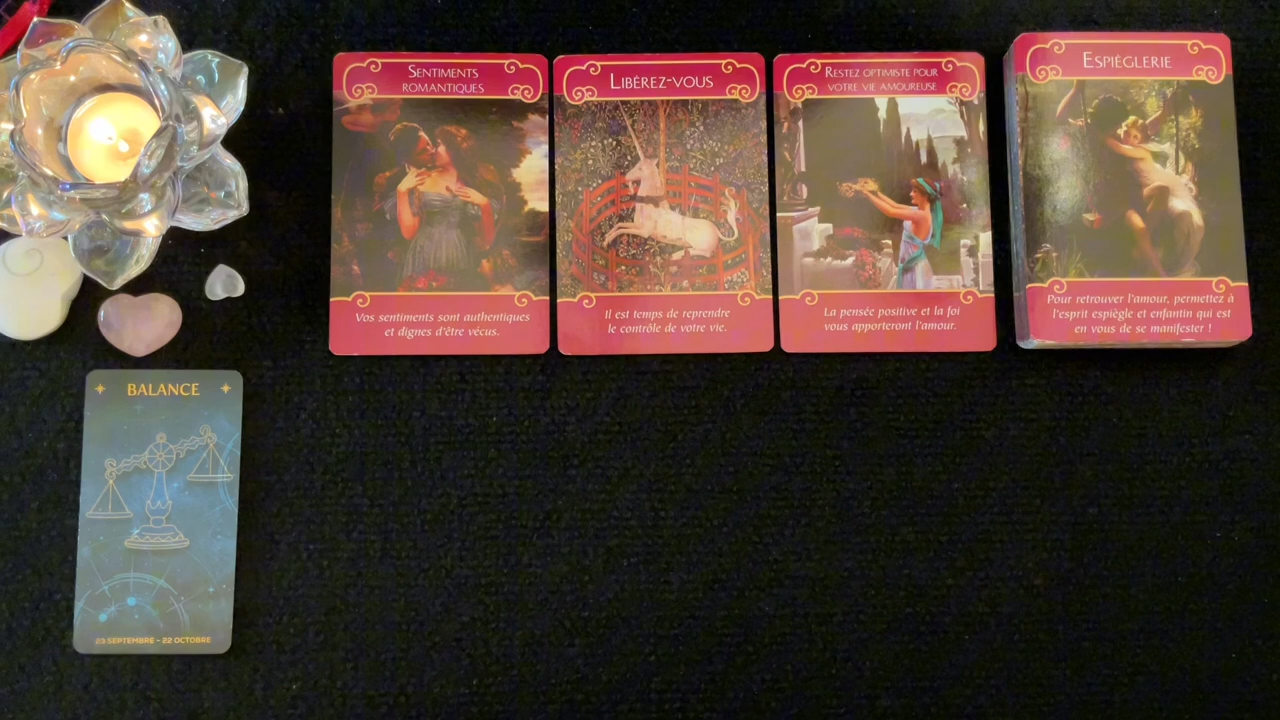 SENTIMENTS
ROMANTIQUES
Vos sentiments sont authentiques
et dignes d'être vécus.
LIBÉREZ-VOUS
Il est temps de reprendre
le contrôle de votre vie.
RESTEZ OPTIMISTE POUR
VOTRE VIE AMOUREUSE
La pensée positive et la foi
vous apporteront l'amour.
ESPIÈGLERIE
Pour retrouver l'amour, permettez à
l'esprit espiègle et enfantin qui est
en vous de se manifester !
BALANCE
23 SEPTEMBRE - 22 OCTOBRE